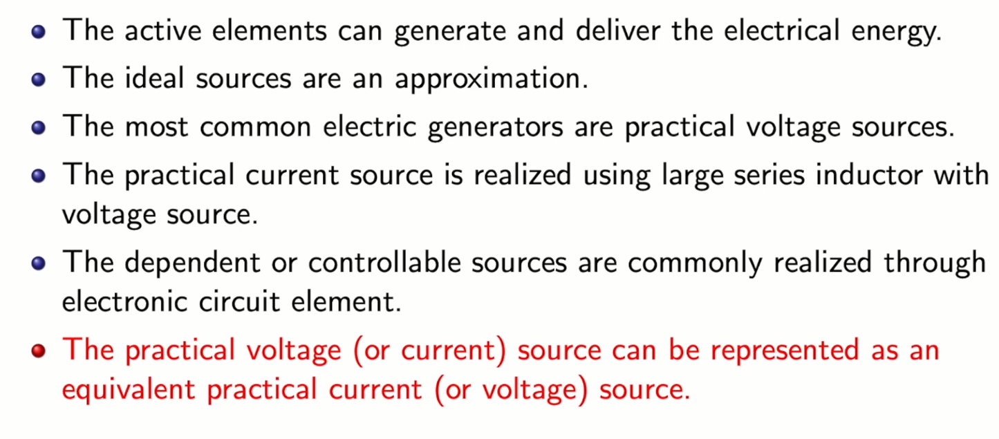 The active elements can generate and deliver the electrical energy.
The ideal sources are an approximation.
The most common electric generators are practical voltage sources.
The practical current source is realized using large series inductor with
voltage source.
The dependent or controllable sources are commonly realized through
electronic circuit element.
The practical voltage (or current) source can be represented as an
equivalent practical current (or voltage) source.